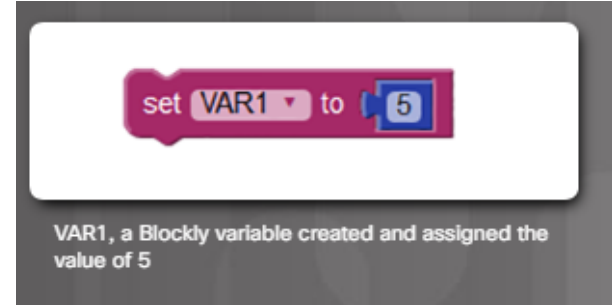 set VAR1 to 5
VAR1, a Blockly variable created and assigned the
value of 5